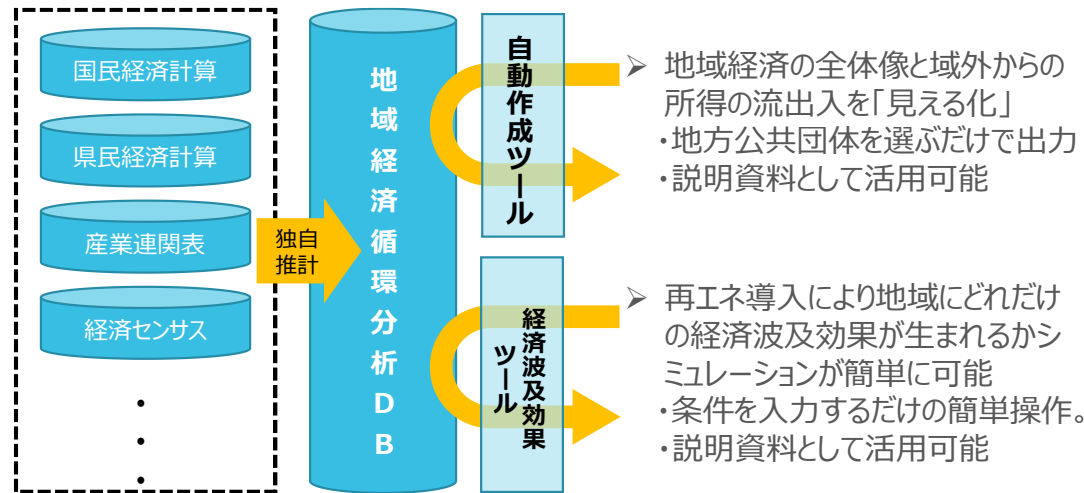 国民経済計算
県民経済計算
産業連関表
経済センサス
・
・
・
独自
推計
地域経済循環分析DB
自動作成ツール
➢ 地域経済の全体像と域外からの
所得の流出入を「見える化」
・地方公共団体を選ぶだけで出力
・説明資料として活用可能
経済波及効果
ツール
➢ 再エネ導入により地域にどれだけ
の経済波及効果が生まれるかシ
ミュレーションが簡単に可能
・条件を入力するだけの簡単操作。
・説明資料として活用可能